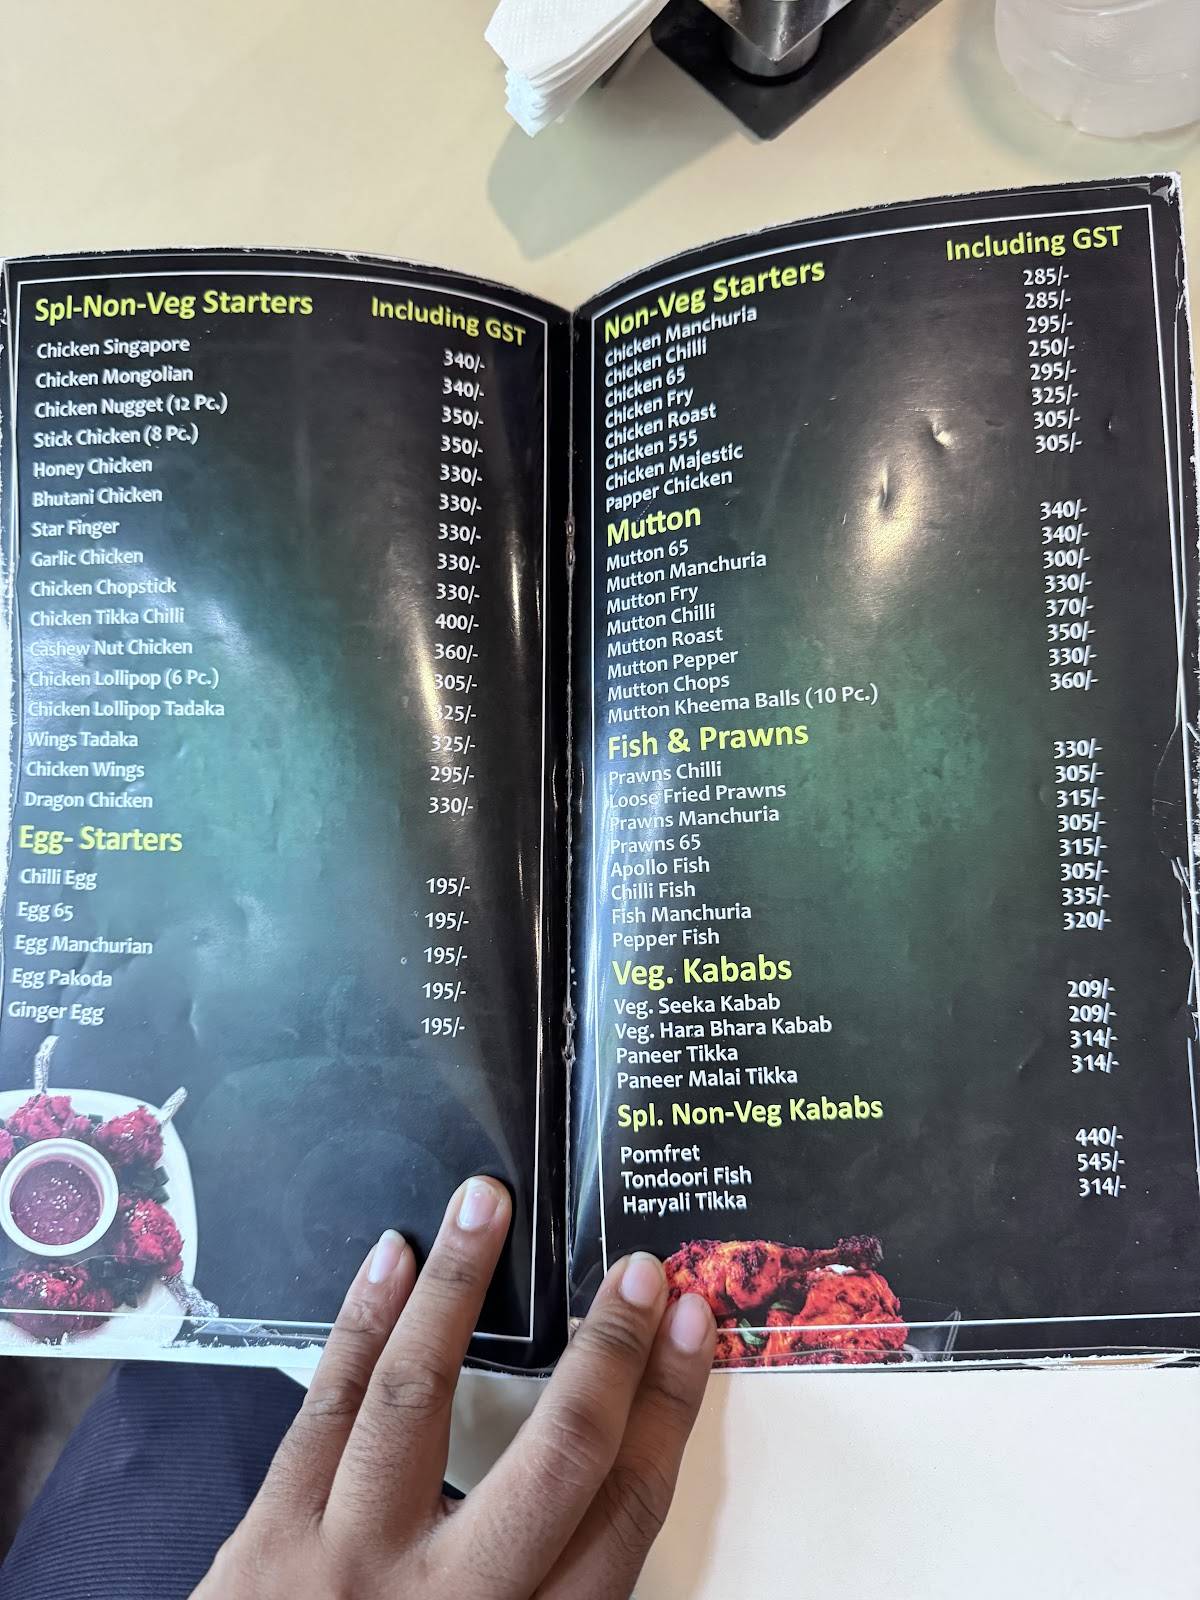 Spl-Non-Veg Starters Including GST
Chicken Singapore 340/-
Chicken Mongolian 340/-
Chicken Nugget (12 Pc.) 350/-
Stick Chicken (8 Pc.) 350/-
Honey Chicken 330/-
Bhutani Chicken 330/-
Star Finger 330/-
Garlic Chicken 330/-
Chicken Chopstick 330/-
Chicken Tikka Chilli 400/-
Cashew Nut Chicken 360/-
Chicken Lollipop (6 Pc.) 305/-
Chicken Lollipop Tadaka 325/-
Wings Tadaka 325/-
Chicken Wings 295/-
Dragon Chicken 330/-
Egg- Starters
Chilli Egg 195/-
Egg 65 195/-
Egg Manchurian 195/-
Egg Pakoda 195/-
Ginger Egg 195/-
Non-Veg Starters Including GST
Chicken Manchuria 285/-
Chicken Chilli 285/-
Chicken 65 295/-
Chicken Fry 250/-
Chicken Roast 295/-
Chicken 555 325/-
Chicken Majestic 305/-
Papper Chicken 305/-
Mutton
Mutton 65 340/-
Mutton Manchuria 340/-
Mutton Fry 300/-
Mutton Chilli 330/-
Mutton Roast 370/-
Mutton Pepper 350/-
Mutton Chops 330/-
Mutton Kheema Balls (10 Pc.) 360/-
Fish & Prawns
Prawns Chilli 330/-
Loose Fried Prawns 305/-
Prawns Manchuria 315/-
Prawns 65 305/-
Apollo Fish 315/-
Chilli Fish 305/-
Fish Manchuria 335/-
Pepper Fish 320/-
Veg. Kababs
Veg. Seeka Kabab 209/-
Veg. Hara Bhara Kabab 209/-
Paneer Tikka 314/-
Paneer Malai Tikka 314/-
Spl. Non-Veg Kababs
Pomfret 440/-
Tondoori Fish 545/-
Haryali Tikka 314/-